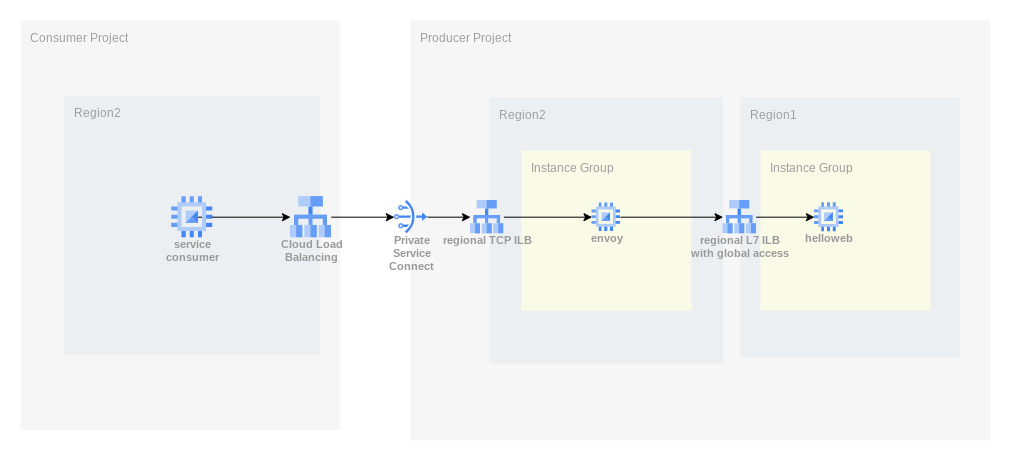 Consumer Project
Producer Project
Region2
Region2
Region1
Instance Group
Instance Group
service
consumer
Cloud Load
Balancing
Private
Service
Connect
regional TCP ILB
envoy
regional L7 ILB
with global access
helloweb